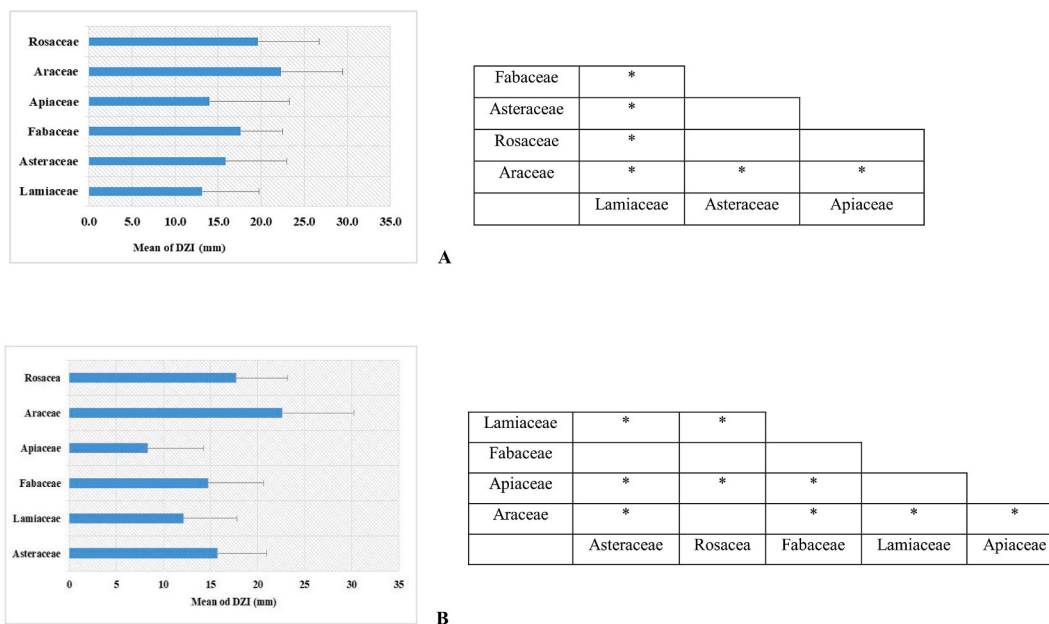 Rosaceae
Araceae
Apiaceae
Fabaceae
Asteraceae
Lamiaceae
0.0 5.0 10.0 15.0 20.0 25.0 30.0 35.0 40.0
Mean of DZI (mm)
Fabaceae *
Asteraceae *
Rosaceae *
Araceae * * *
Lamiaceae Asteraceae Apiaceae
A
Rosacea
Araceae
Apiaceae
Fabaceae
Lamiaceae
Asteraceae
0 5 10 15 20 25 30 35
Mean od DZI (mm)
Lamiaceae * *
Fabaceae
Apiaceae * * *
Araceae * * * *
Asteraceae Rosacea Fabaceae Lamiaceae Apiaceae
B